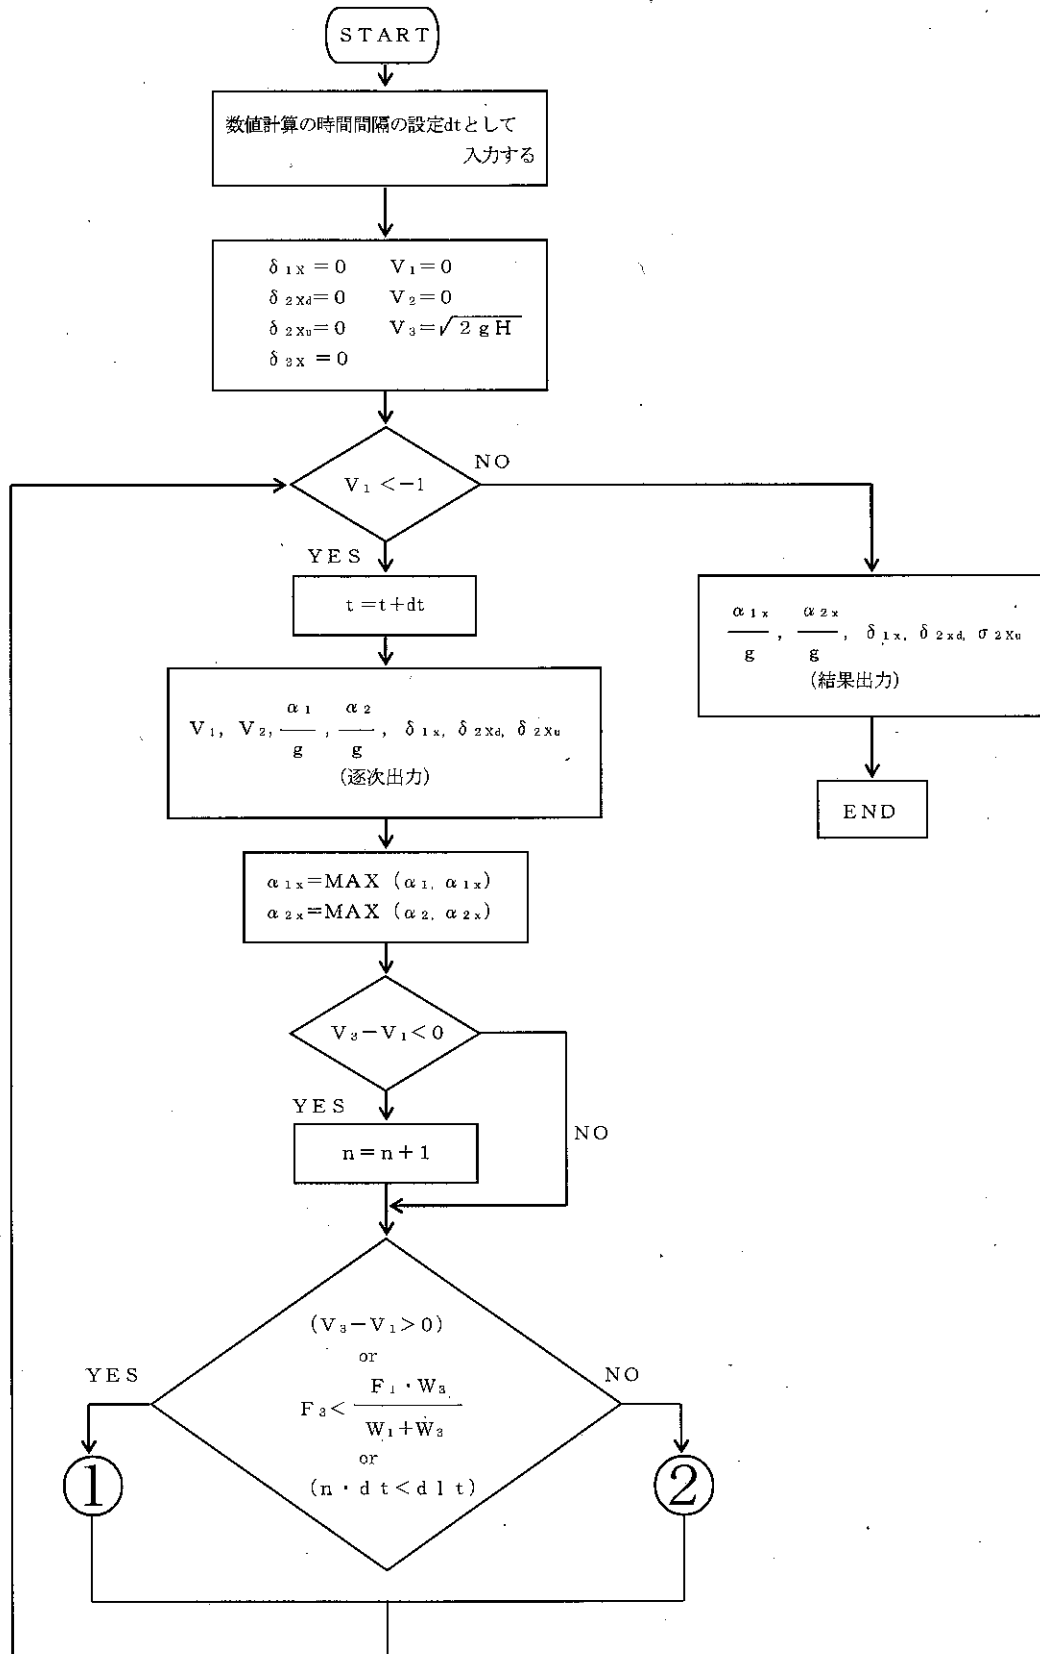 START
数値計算の時間間隔の設定dtとして
入力する
δ₁ₓ=0 V₁=0
δ₂Xd=0 V₂=0
δ₂Xu=0 V₃=√2gH
δ₃X=0
V₁<-1
NO
YES
t=t+dt
α₁ₓ/g, α₂ₓ/g, δ₁ₓ, δ₂xd, σ₂Xu
(結果出力)
V₁, V₂, α₁/g, α₂/g, δ₁ₓ, δ₂Xd, δ₂Xu
(逐次出力)
END
α₁ₓ=MAX (α₁, α₁ₓ)
α₂ₓ=MAX (α₂, α₂ₓ)
V₃-V₁<0
YES
NO
n=n+1
(V₃-V₁>0)
or
YES
NO
F₃< F₁・W₃/W₁+W₃
or
(n・dt<dlt)
①
②